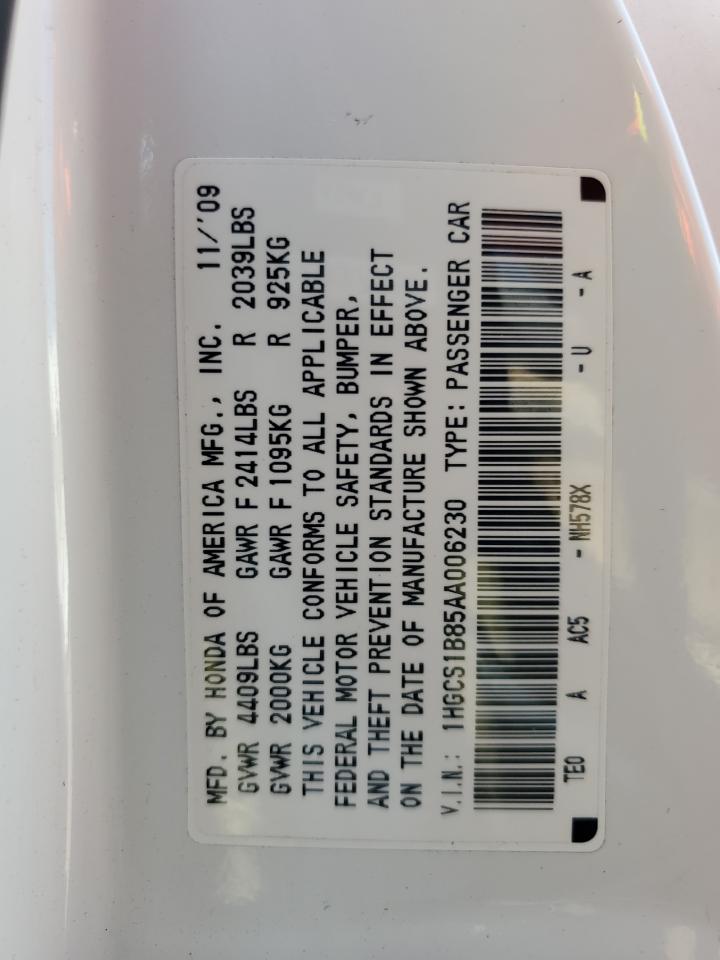 MFD. BY HONDA OF AMERICA MFG., INC. 11/'09
GVWR 4409LBS GAWR F 2414LBS R 2039LBS
GVWR 2000KG GAWR F 1095KG R 925KG
THIS VEHICLE CONFORMS TO ALL APPLICABLE
FEDERAL MOTOR VEHICLE SAFETY, BUMPER,
AND THEFT PREVENTION STANDARDS IN EFFECT
ON THE DATE OF MANUFACTURE SHOWN ABOVE.
V.I.N.: 1HGCS1B85AA006230 TYPE: PASSENGER CAR
TE0 A AC5 - NH578X - U - A